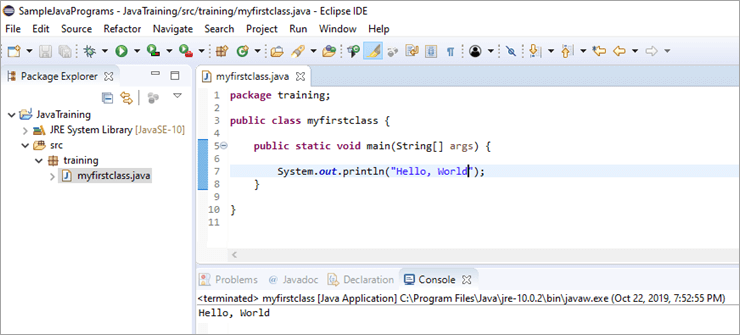 SampleJavaPrograms - JavaTraining/src/training/myfirstclass.java - Eclipse IDE
File Edit Source Refactor Navigate Search Project Run Window Help
Package Explorer
JavaTraining
JRE System Library [JavaSE-10]
src
training
myfirstclass.java
myfirstclass.java
1 package training;
2
3 public class myfirstclass {
4
5 public static void main(String[] args) {
6
7 System.out.println("Hello, World");
8 }
9
10 }
11
Problems Javadoc Declaration Console
<terminated> myfirstclass [Java Application] C:\Program Files\Java\jre-10.0.2\bin\javaw.exe (Oct 22, 2019, 7:52:55 PM)
Hello, World